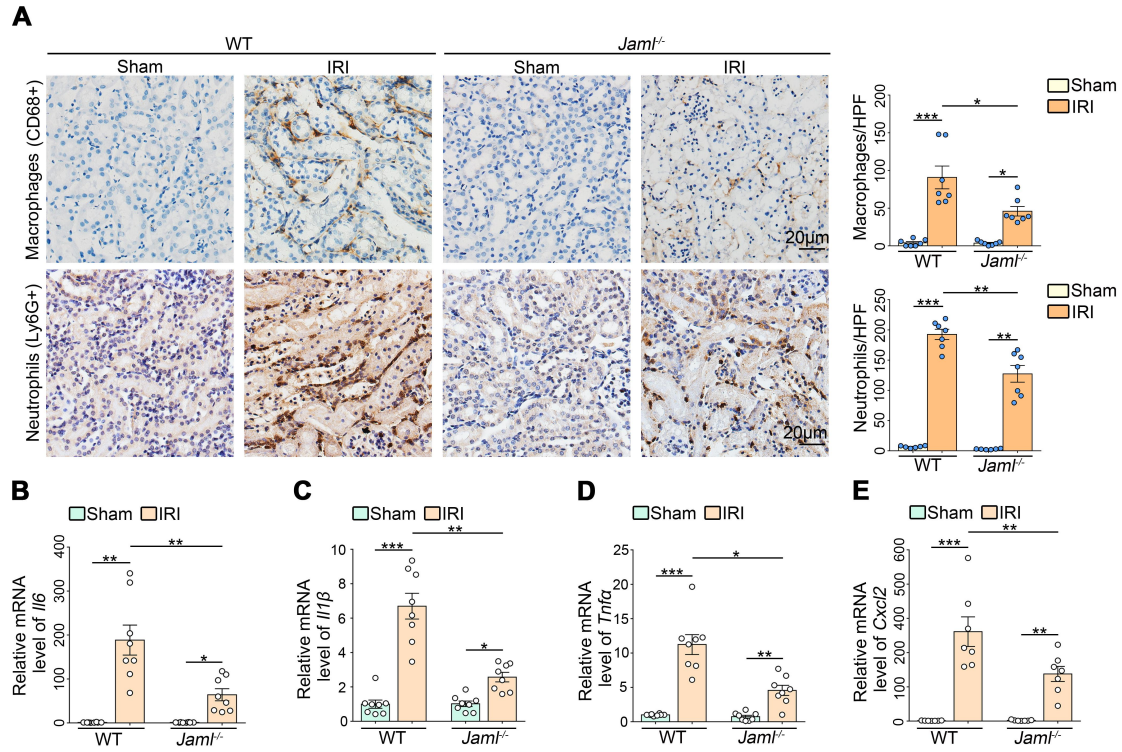 A
WT
Jaml-/-
Sham
IRI
Sham
IRI
Macrophages (CD68+)
20μm
Neutrophils (Ly6G+)
20μm
Sham
IRI
Macrophages/HPF
200
150
100
50
0
***
*
*
WT
Jaml-/-
Sham
IRI
Neutrophils/HPF
250
200
150
100
50
0
***
**
**
WT
Jaml-/-
B
Sham
IRI
Relative mRNA
level of Il6
400
300
200
100
0
**
**
*
WT
Jaml-/-
C
Sham
IRI
Relative mRNA
level of Il1β
10
8
6
4
2
0
***
**
*
WT
Jaml-/-
D
Sham
IRI
Relative mRNA
level of Tnfα
25
20
15
10
5
0
***
*
**
WT
Jaml-/-
E
Sham
IRI
Relative mRNA
level of Cxcl2
600
400
200
0
***
**
**
WT
Jaml-/-